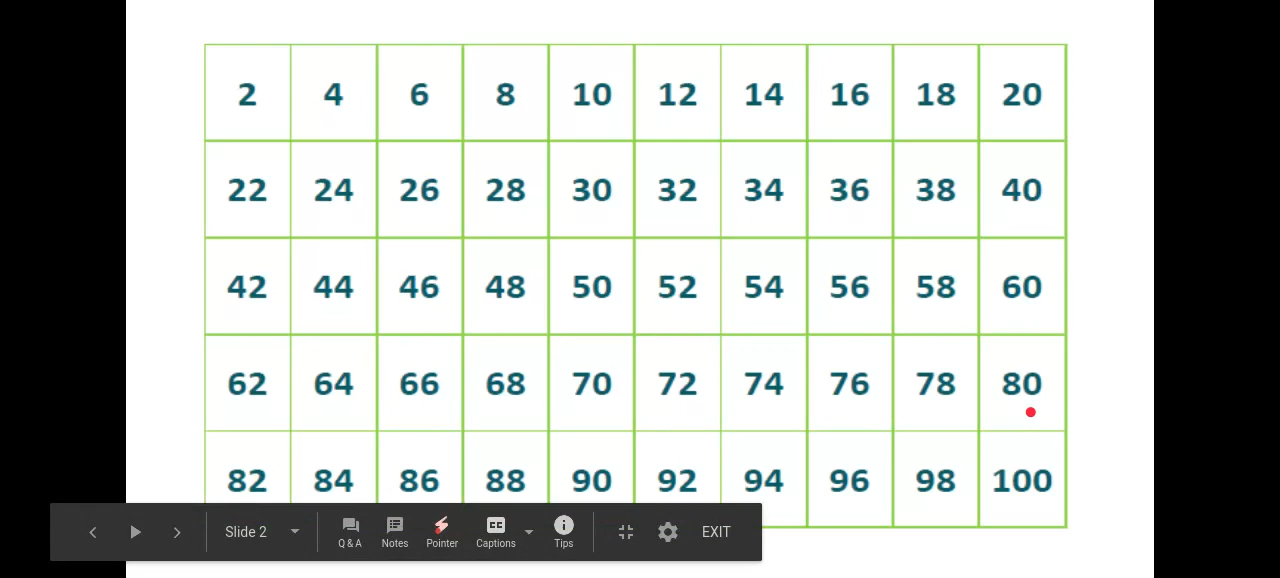 2 4 6 8 10 12 14 16 18 20
22 24 26 28 30 32 34 36 38 40
42 44 46 48 50 52 54 56 58 60
62 64 66 68 70 72 74 76 78 80
82 84 86 88 90 92 94 96 98 100
Slide 2 Q & A Notes Pointer CC Captions Tips EXIT